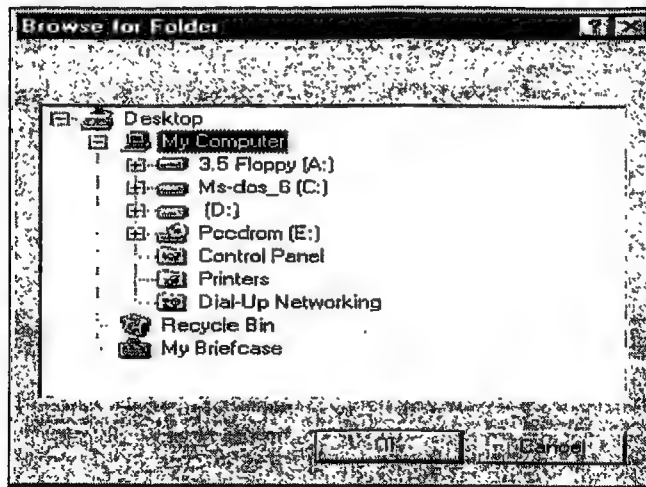 Browse for Folder
Desktop
My Computer
3.5 Floppy (A:)
Ms-dos_6 (C:)
(D:)
Pccdrom (E:)
Control Panel
Printers
Dial-Up Networking
Recycle Bin
My Briefcase
Cancel